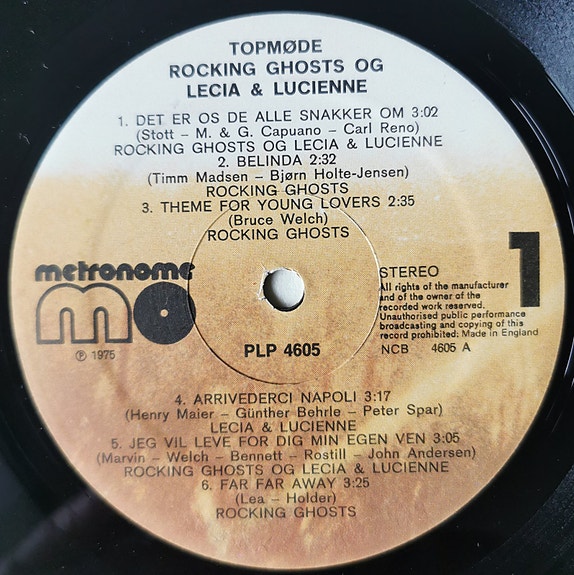 TOPMØDE
ROCKING GHOSTS OG
LECIA & LUCIENNE
1. DET ER OS DE ALLE SNAKKER OM 3:02
(Stott – M. & G. Capuano – Carl Reno)
ROCKING GHOSTS OG LECIA & LUCIENNE
2. BELINDA 2:32
(Timm Madsen – Bjørn Holte-Jensen)
ROCKING GHOSTS
3. THEME FOR YOUNG LOVERS 2:35
(Bruce Welch)
ROCKING GHOSTS
metronome
mo
Ⓟ 1975
PLP 4605
STEREO
1
All rights of the manufacturer
and of the owner of the
recorded work reserved.
Unauthorised public performance
broadcasting and copying of this
record prohibited: Made in England
NCB 4605 A
4. ARRIVEDERCI NAPOLI 3:17
(Henry Maier – Günther Behrle – Peter Spar)
LECIA & LUCIENNE
5. JEG VIL LEVE FOR DIG MIN EGEN VEN 3:05
(Marvin – Welch – Bennett – Rostill – John Andersen)
ROCKING GHOSTS OG LECIA & LUCIENNE
6. FAR FAR AWAY 3:25
(Lea – Holder)
ROCKING GHOSTS